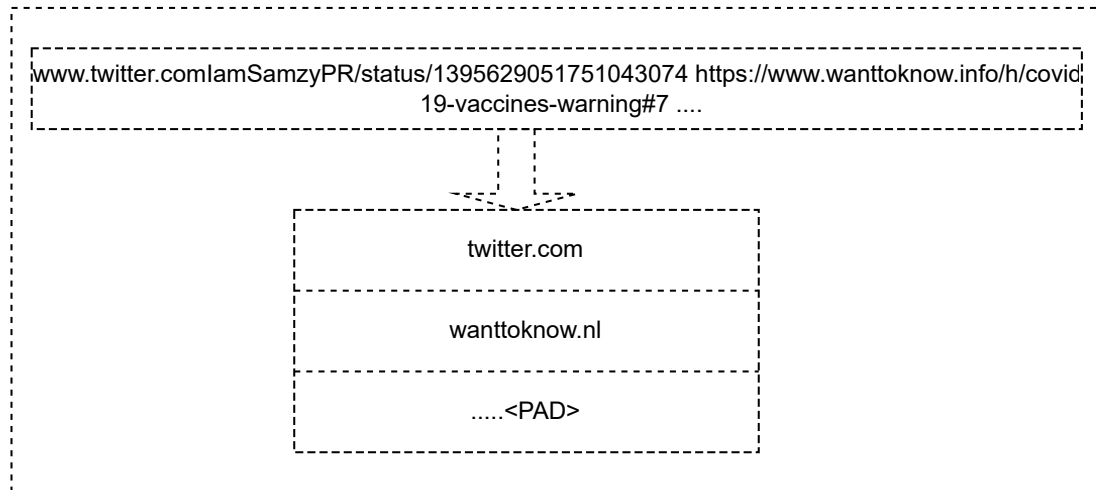 www.twitter.comIamSamzyPR/status/1395629051751043074 https://www.wanttoknow.info/h/covid
19-vaccines-warning#7 ....
twitter.com
wanttoknow.nl
.....<PAD>